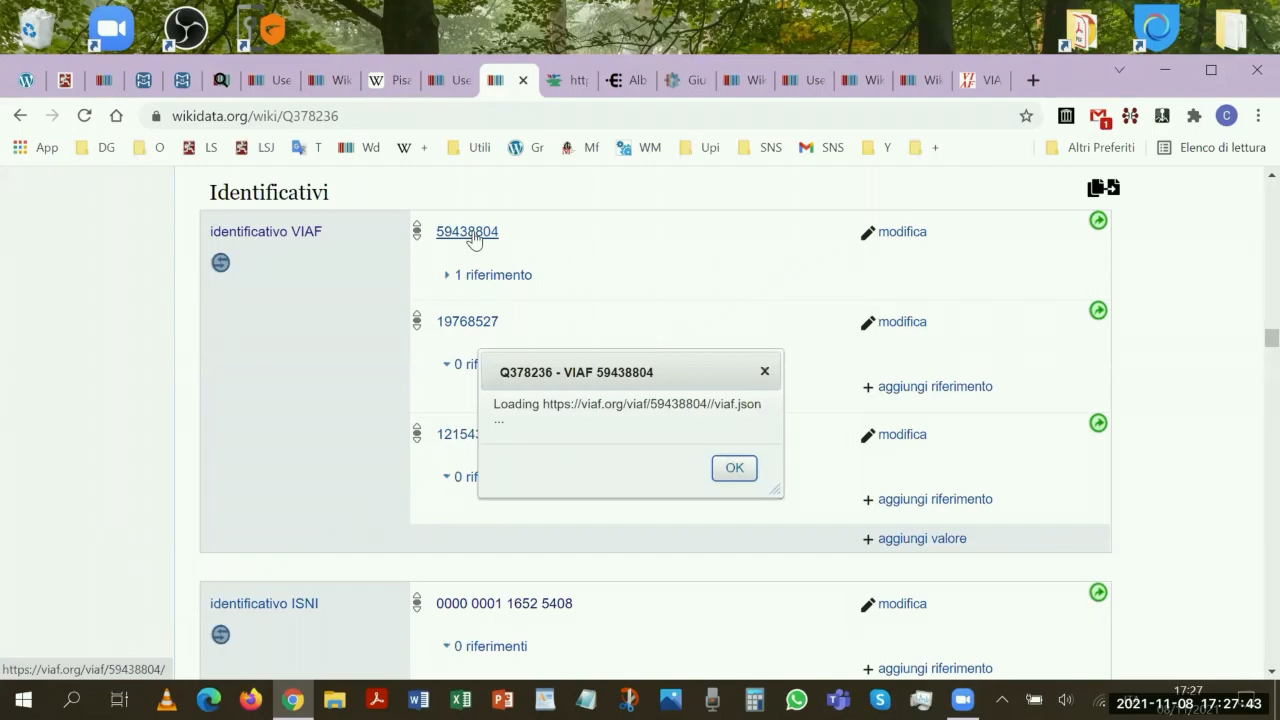 Use
Wik
Pisa
Use
http
Alb
Giu
Wik
Use
Wik
Wik
VIA
wikidata.org/wiki/Q378236
1
C
App
DG
O
LS
LSJ
T
Wd
+
Utili
Gr
Mf
WM
Upi
SNS
SNS
Y
+
Altri Preferiti
Elenco di lettura
Identificativi
identificativo VIAF
59438804
modifica
1 riferimento
19768527
modifica
0 rif
aggiungi riferimento
Q378236 - VIAF 59438804
Loading https://viaf.org/viaf/59438804//viaf.json
...
OK
12154
modifica
0 rif
aggiungi riferimento
aggiungi valore
identificativo ISNI
0000 0001 1652 5408
modifica
0 riferimenti
aggiungi riferimento
https://viaf.org/viaf/59438804/
17:27
2021-11-08 17:27:43